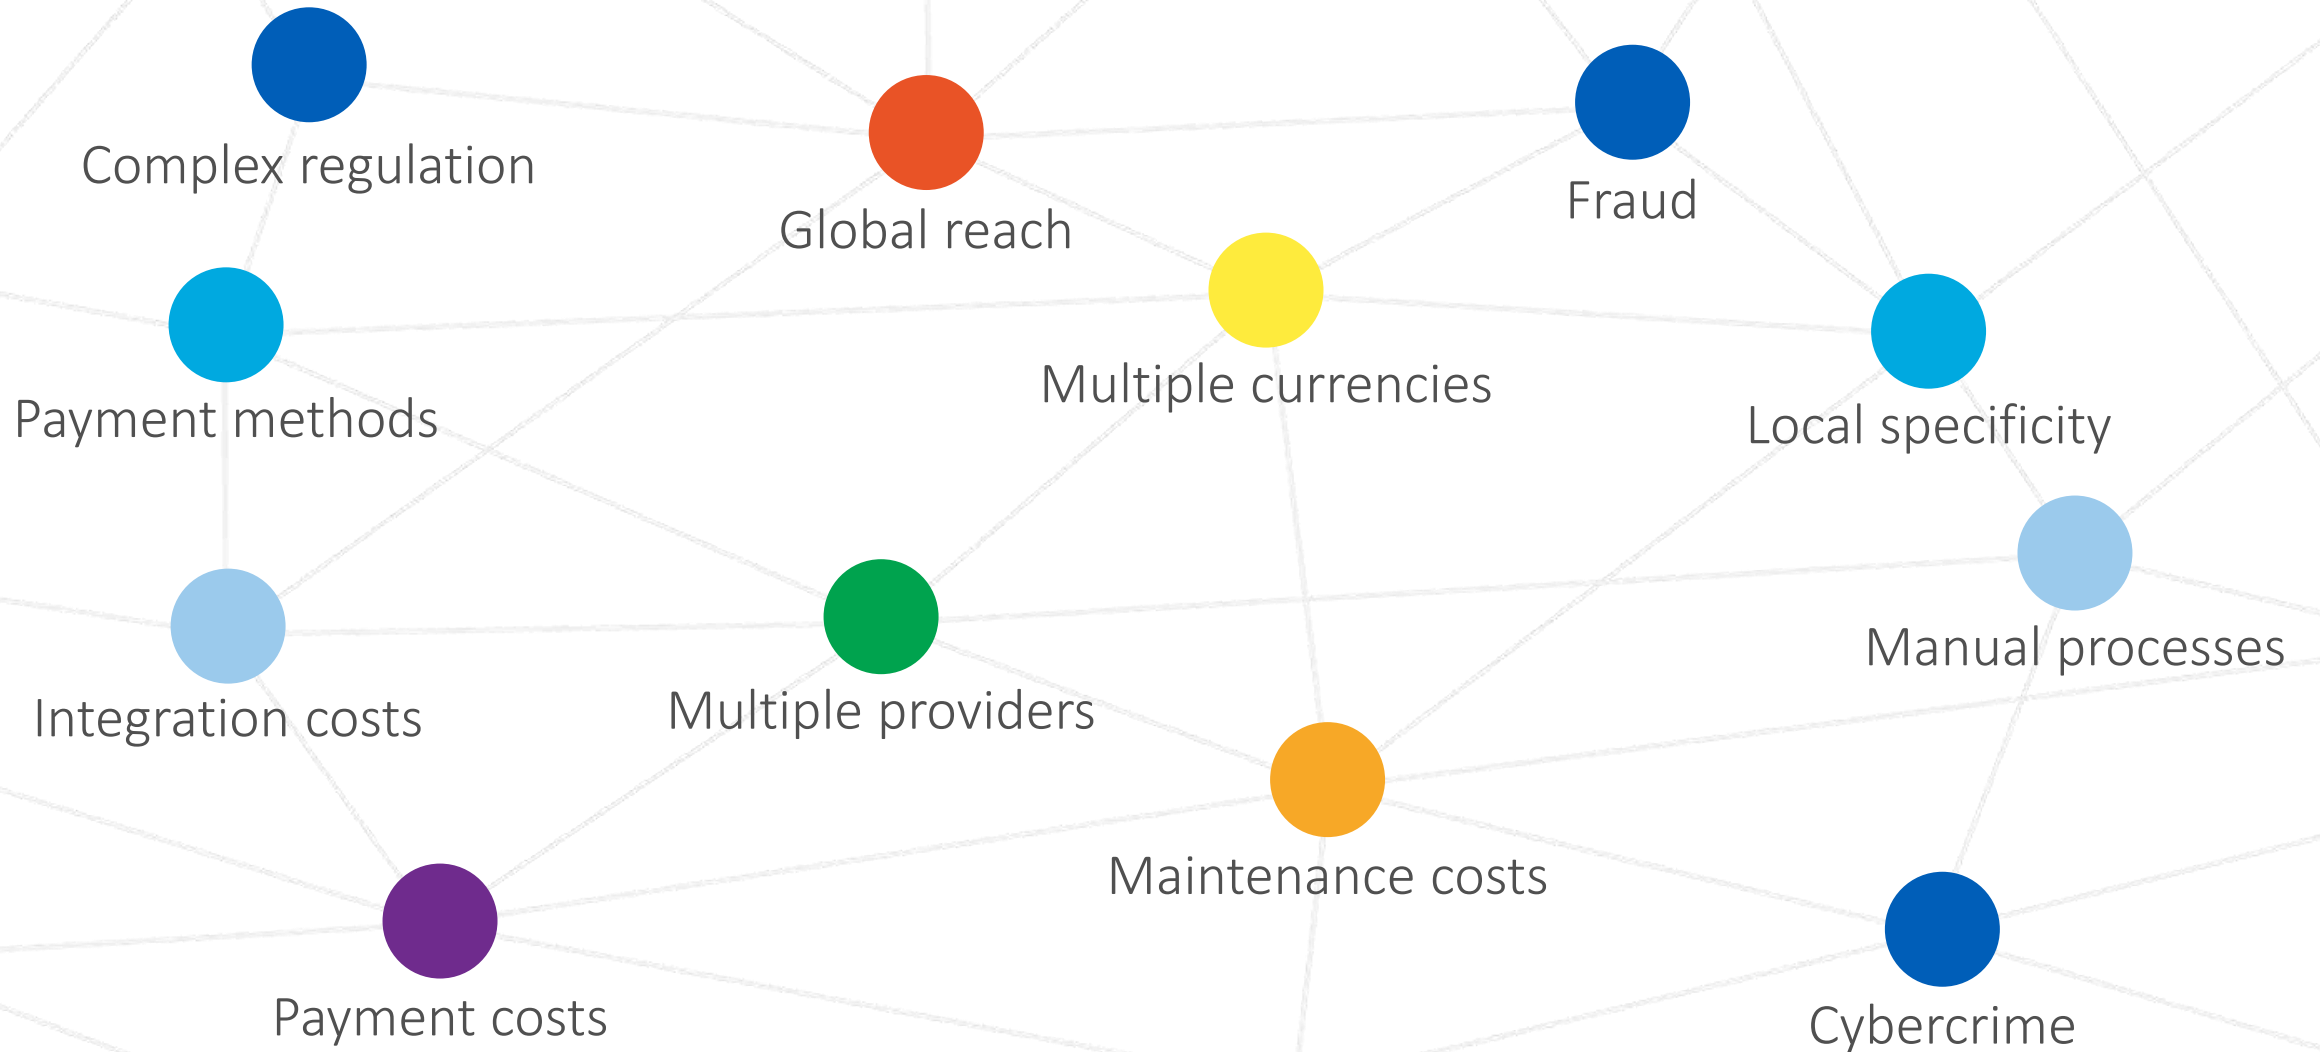 Complex regulation
Global reach
Fraud
Payment methods
Multiple currencies
Local specificity
Integration costs
Multiple providers
Manual processes
Payment costs
Maintenance costs
Cybercrime